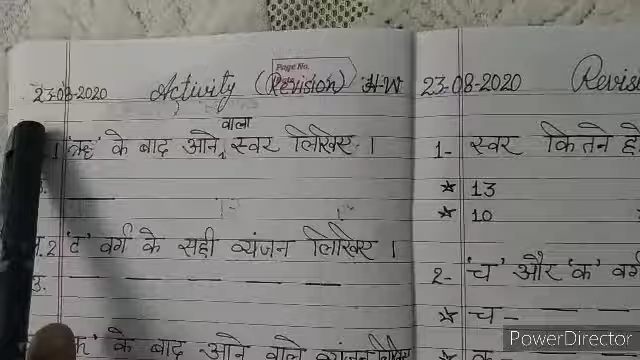 23-08-2020 Activity (Revision) H-W
Page No.
वाला
1 'ऋ' के बाद आने स्वर लिखिए ।
2 'ट' वर्ग के सही व्यंजन लिखिए ।
उ.
के बाद आने वाले व्यंजन लिखिए
23-08-2020
1- स्वर कितने हो
★ 13
★ 10
2- 'च' और 'क' वर्ग
★ च-
PowerDirector